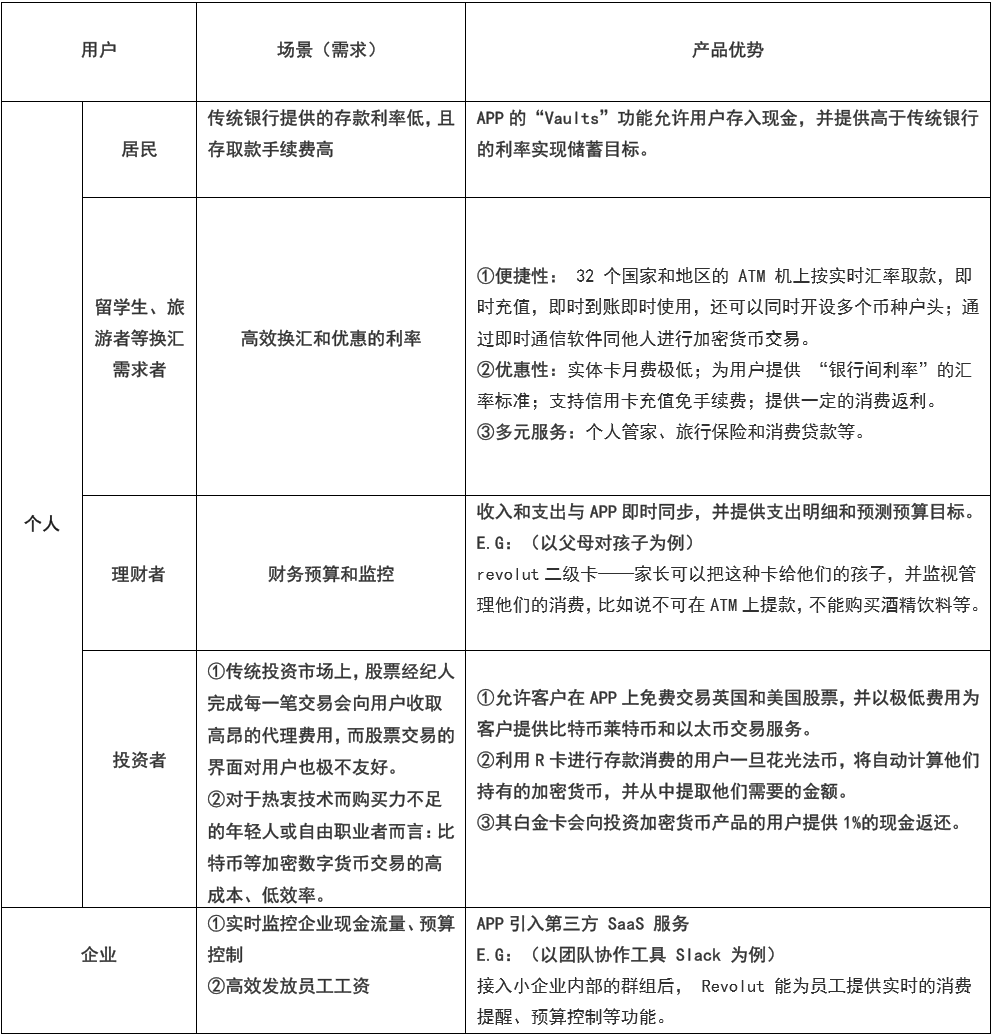 用户
场景（需求）
产品优势
个人
居民
传统银行提供的存款利率低，且
存取款手续费高
APP 的“Vaults”功能允许用户存入现金，并提供高于传统银行
的利率实现储蓄目标。
留学生、旅
游者等换汇
需求者
高效换汇和优惠的利率
①便捷性： 32 个国家和地区的 ATM 机上按实时汇率取款，即
时充值，即时到账即时使用，还可以同时开设多个币种户头；通
过即时通信软件同他人进行加密货币交易。
②优惠性：实体卡月费极低；为用户提供 “银行间利率”的汇
率标准；支持信用卡充值免手续费；提供一定的消费返利。
③多元服务：个人管家、旅行保险和消费贷款等。
理财者
财务预算和监控
收入和支出与 APP 即时同步，并提供支出明细和预测预算目标。
E.G：（以父母对孩子为例）
revolut 二级卡——家长可以把这种卡给他们的孩子，并监视管
理他们的消费，比如说不可在 ATM 上提款，不能购买酒精饮料等。
投资者
①传统投资市场上，股票经纪人
完成每一笔交易会向用户收取
高昂的代理费用，而股票交易的
界面对用户也极不友好。
②对于热衷技术而购买力不足
的年轻人或自由职业者而言：比
特币等加密数字货币交易的高
成本、低效率。
①允许客户在 APP 上免费交易英国和美国股票，并以极低费用为
客户提供比特币莱特币和以太币交易服务。
②利用 R 卡进行存款消费的用户一旦花光法币，将自动计算他们
持有的加密货币，并从中提取他们需要的金额。
③其白金卡会向投资加密货币产品的用户提供 1%的现金返还。
企业
①实时监控企业现金流量、预算
控制
②高效发放员工工资
APP 引入第三方 SaaS 服务
E.G：（以团队协作工具 Slack 为例）
接入小企业内部的群组后， Revolut 能为员工提供实时的消费
提醒、预算控制等功能。